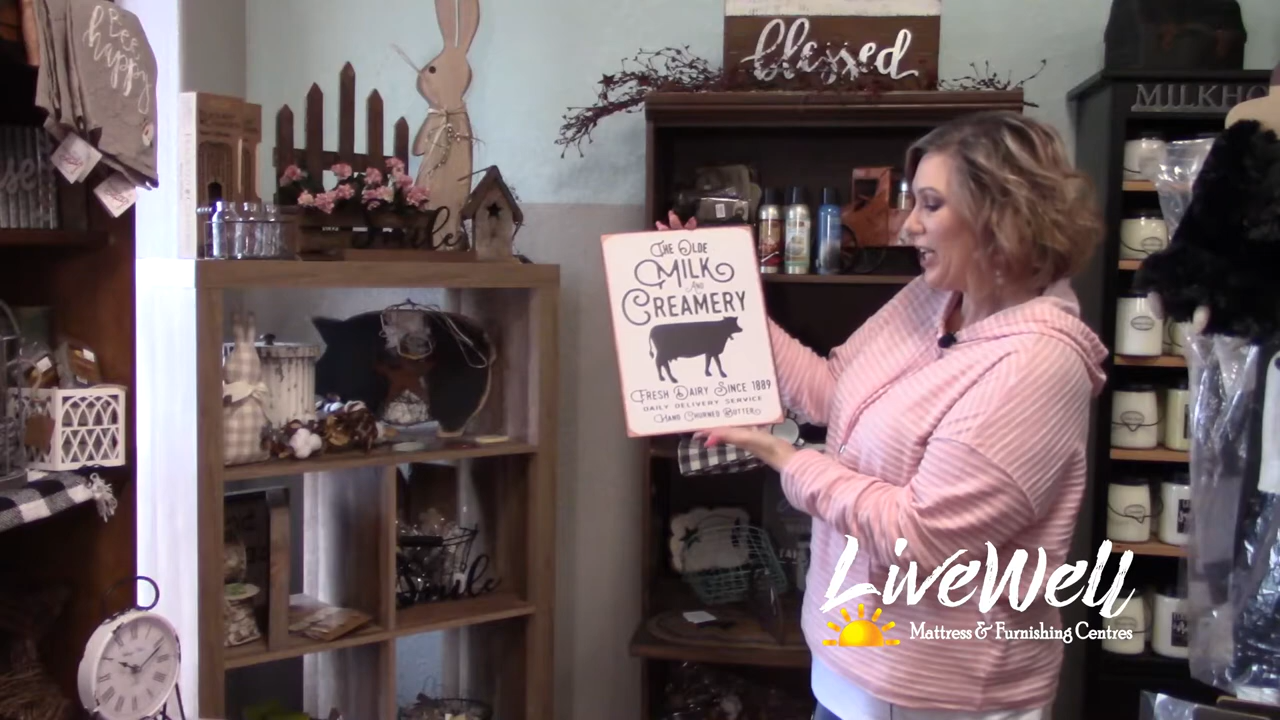 Bee
happy
blessed
MILKHO
Smile
THE OLDE
MILK
AND
CREAMERY
FRESH DAIRY SINCE 1889
DAILY DELIVERY SERVICE
HAND CHURNED BUTTER
LiveWell
Mattress & Furnishing Centres